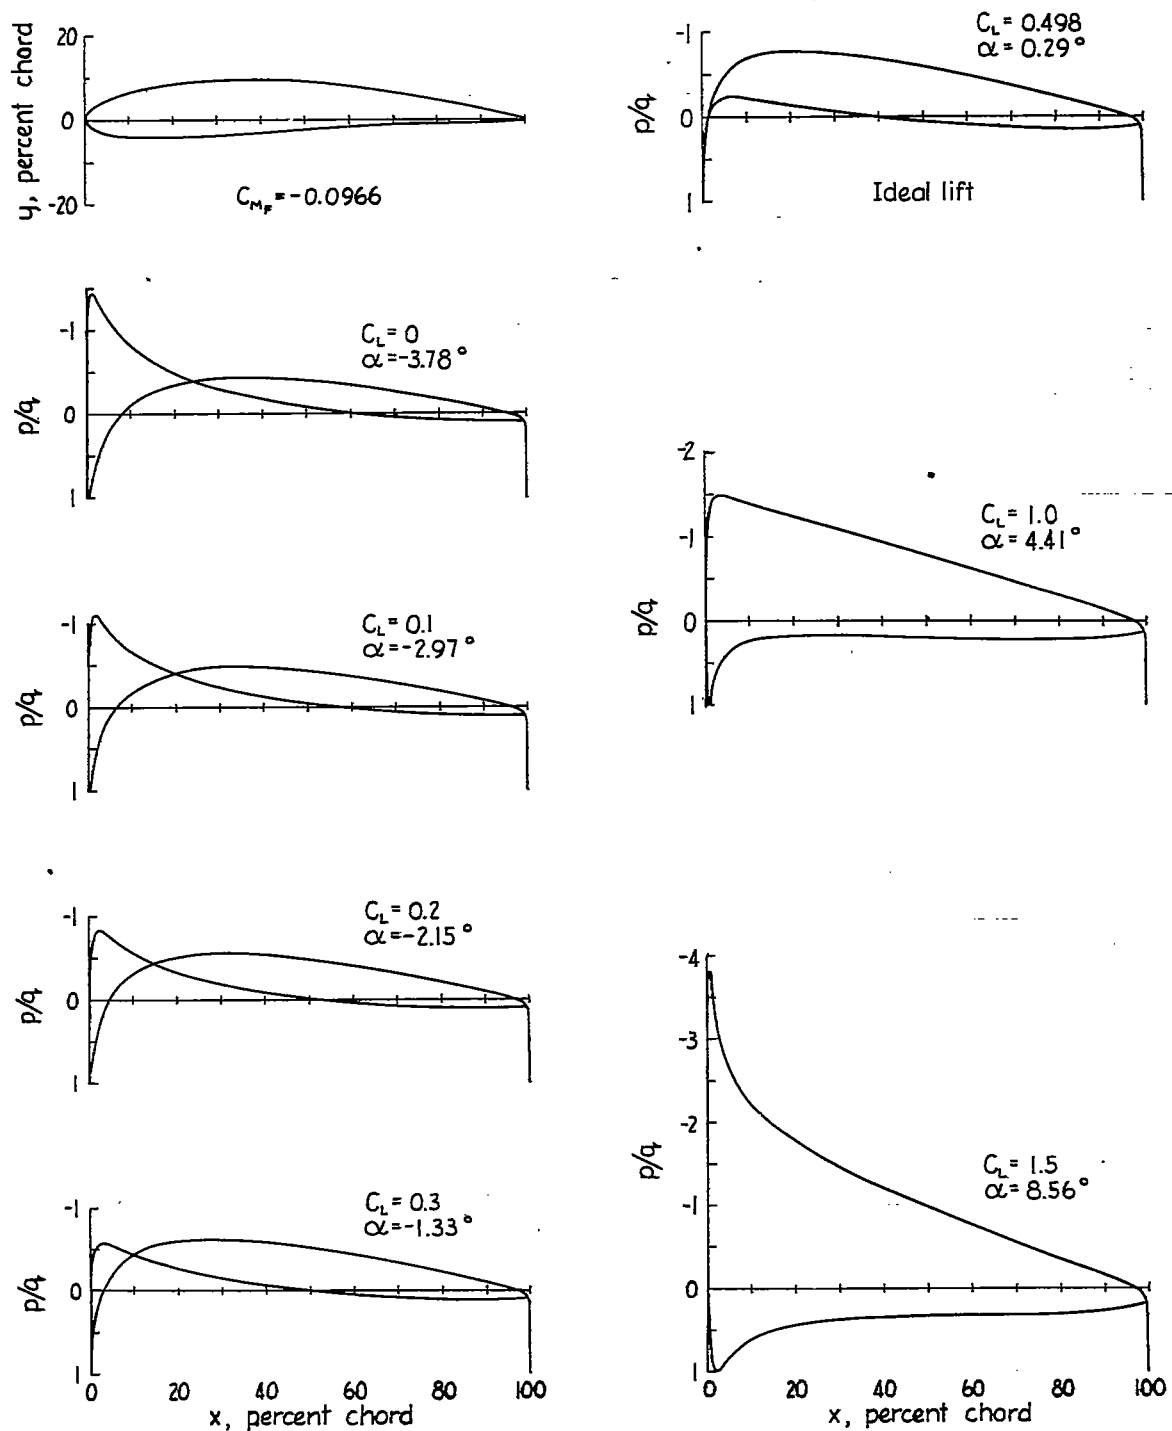 20
10
0
-20
y, percent chord
C_MF = -0.0966
-1
0
1
p/q
C_L = 0
α = -3.78°
-1
0
1
p/q
C_L = 0.1
α = -2.97°
-1
0
1
p/q
C_L = 0.2
α = -2.15°
-1
0
1
p/q
C_L = 0.3
α = -1.33°
0 20 40 60 80 100
x, percent chord
-1
0
1
p/q
C_L = 0.498
α = 0.29°
Ideal lift
-2
-1
0
1
p/q
C_L = 1.0
α = 4.41°
-4
-3
-2
-1
0
1
p/q
C_L = 1.5
α = 8.56°
0 20 40 60 80 100
x, percent chord